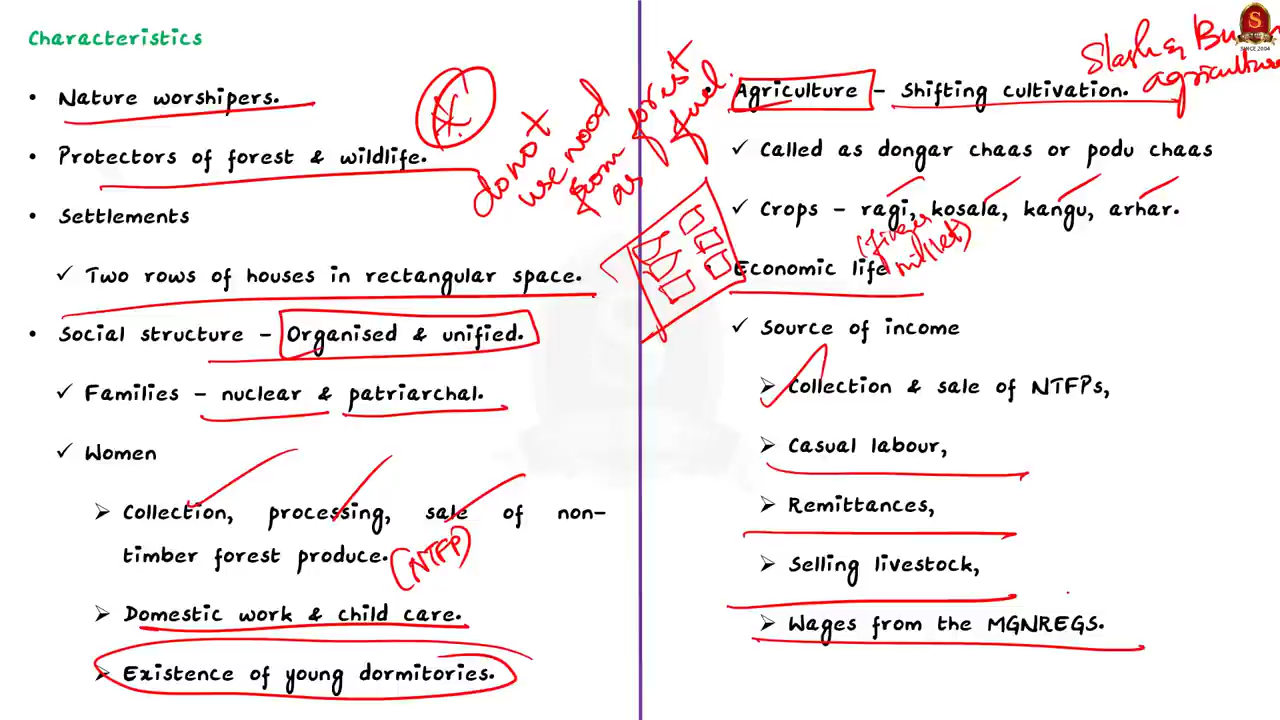 Characteristics
• Nature worshipers.
• Protectors of forest & wildlife.
• Settlements
✓ Two rows of houses in rectangular space.
• Social structure - Organised & unified.
✓ Families - nuclear & patriarchal.
✓ Women
➢ Collection, processing, sale of non-
timber forest produce.
(NTFP)
➢ Domestic work & child care.
➢ Existence of young dormitories.
do not
use wood
from forest
as fuel.
Slash & Burn
agriculture
S
SINCE 2004
• Agriculture - Shifting cultivation.
✓ Called as dongar chaas or podu chaas
✓ Crops - ragi, kosala, kangu, arhar.
(finger
millet)
• Economic life
✓ Source of income
➢ Collection & sale of NTFPs,
➢ Casual labour,
➢ Remittances,
➢ Selling livestock,
➢ Wages from the MGNREGS.